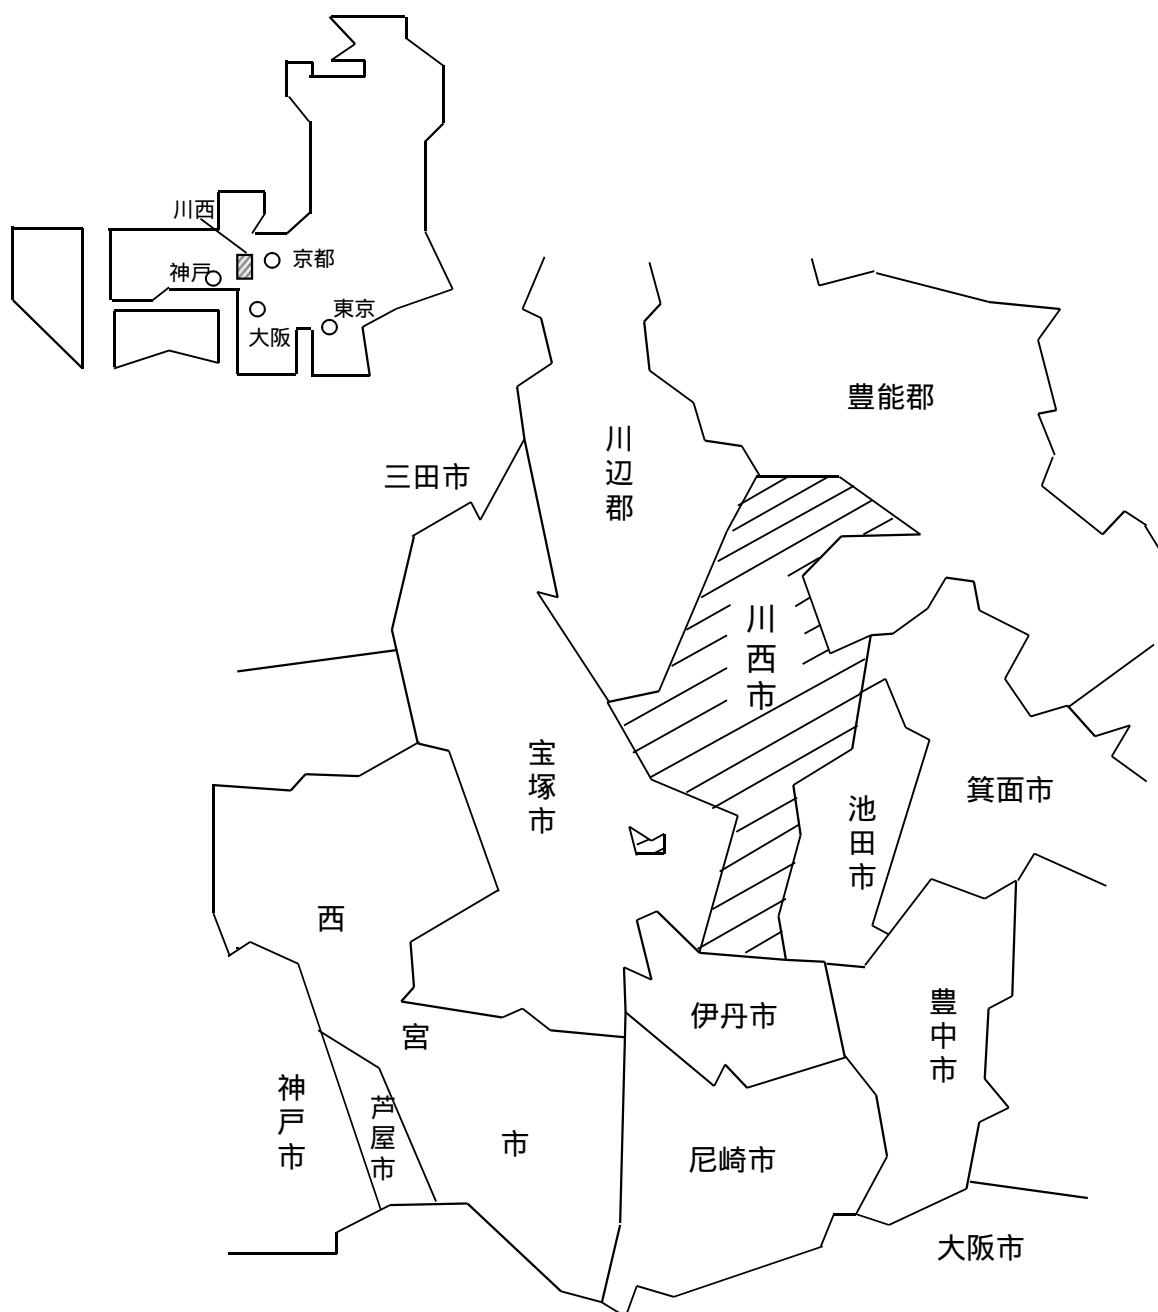 川西
京都
神戸
東京
大阪
豊能郡
川辺郡
三田市
川西市
宝塚市
箕面市
池田市
西宮市
伊丹市
豊中市
神戸市
芦屋市
尼崎市
大阪市